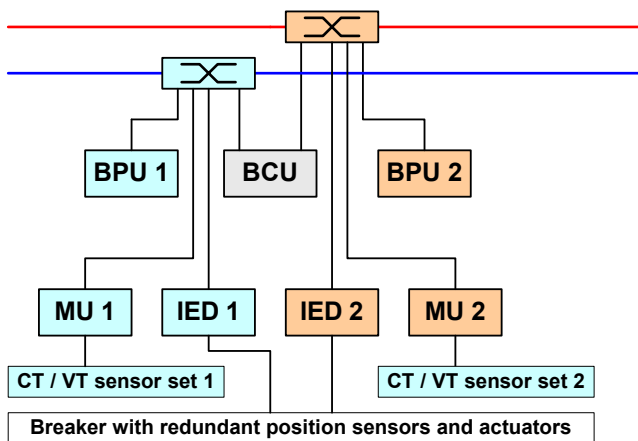 BPU 1
BCU
BPU 2
MU 1
IED 1
IED 2
MU 2
CT / VT sensor set 1
CT / VT sensor set 2
Breaker with redundant position sensors and actuators